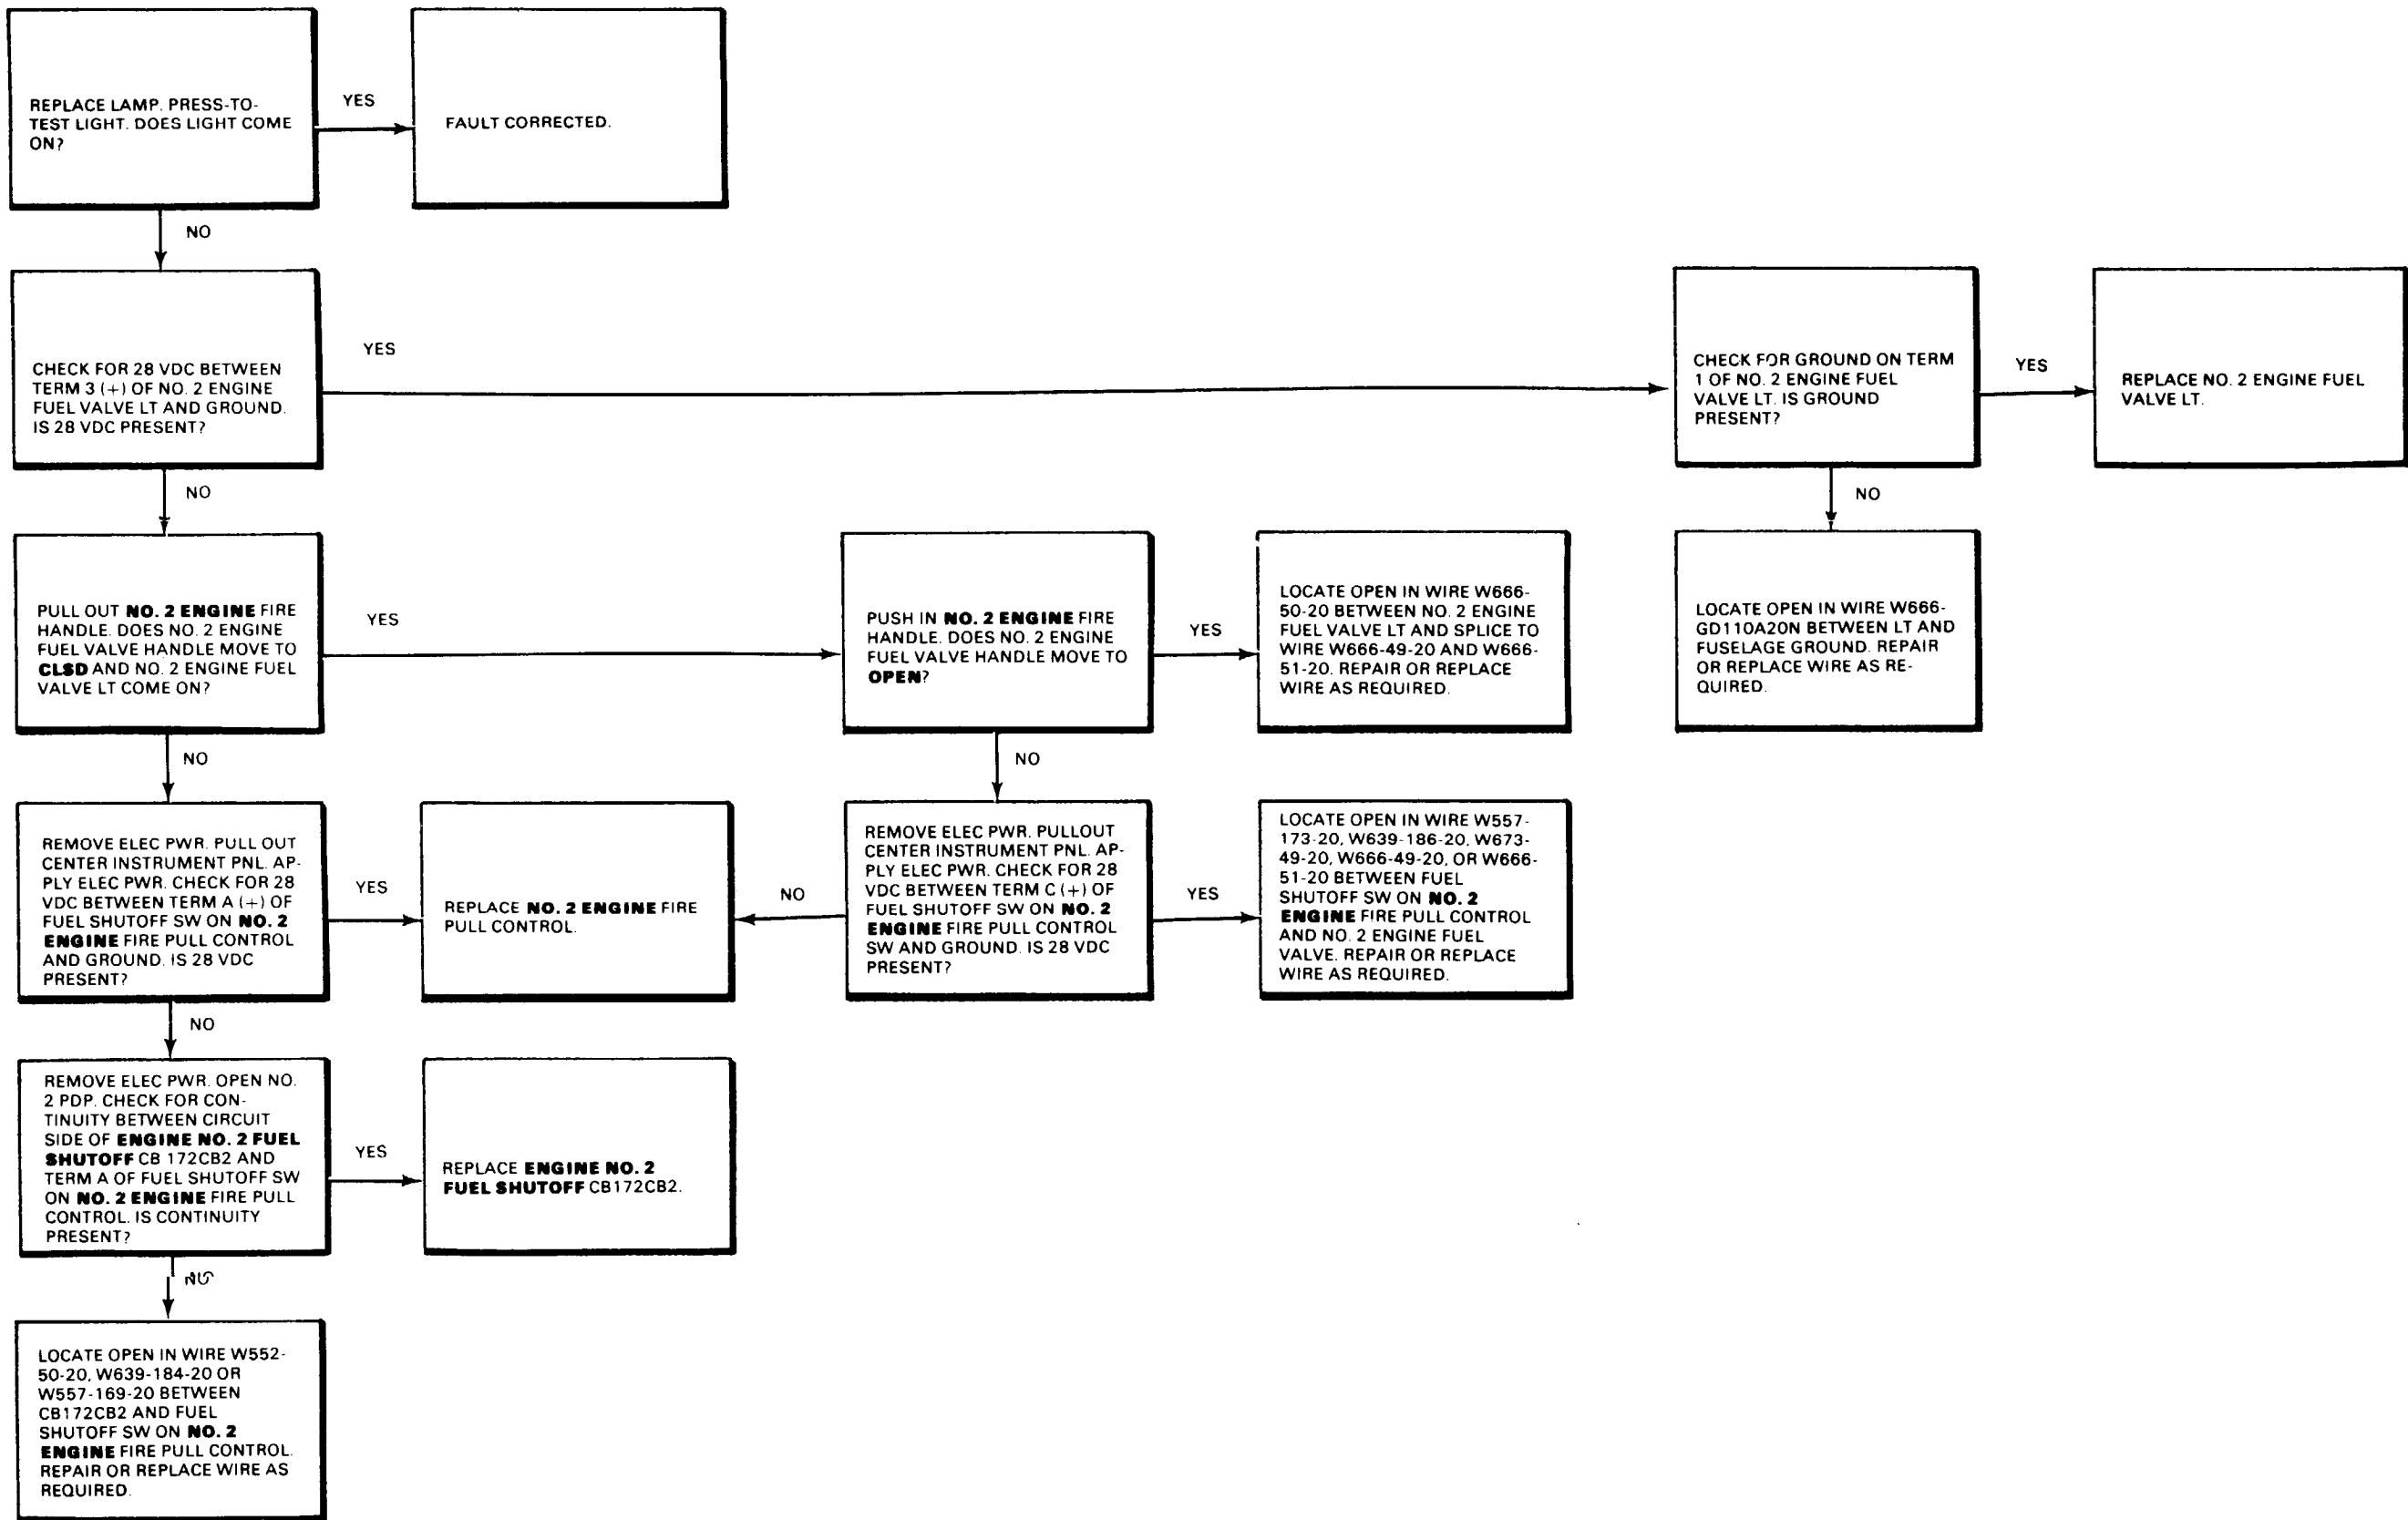 REPLACE LAMP. PRESS-TO-
TEST LIGHT. DOES LIGHT COME
ON?
YES
FAULT CORRECTED.
NO
CHECK FOR 28 VDC BETWEEN
TERM 3 (+) OF NO. 2 ENGINE
FUEL VALVE LT AND GROUND.
IS 28 VDC PRESENT?
YES
CHECK FOR GROUND ON TERM
1 OF NO. 2 ENGINE FUEL
VALVE LT. IS GROUND
PRESENT?
YES
REPLACE NO. 2 ENGINE FUEL
VALVE LT.
NO
NO
PULL OUT NO. 2 ENGINE FIRE
HANDLE. DOES NO. 2 ENGINE
FUEL VALVE HANDLE MOVE TO
CLSD AND NO. 2 ENGINE FUEL
VALVE LT COME ON?
YES
PUSH IN NO. 2 ENGINE FIRE
HANDLE. DOES NO. 2 ENGINE
FUEL VALVE HANDLE MOVE TO
OPEN?
YES
LOCATE OPEN IN WIRE W666-
50-20 BETWEEN NO. 2 ENGINE
FUEL VALVE LT AND SPLICE TO
WIRE W666-49-20 AND W666-
51-20. REPAIR OR REPLACE
WIRE AS REQUIRED.
LOCATE OPEN IN WIRE W666-
GD110A20N BETWEEN LT AND
FUSELAGE GROUND. REPAIR
OR REPLACE WIRE AS RE-
QUIRED.
NO
NO
REMOVE ELEC PWR. PULL OUT
CENTER INSTRUMENT PNL. AP-
PLY ELEC PWR. CHECK FOR 28
VDC BETWEEN TERM A (+) OF
FUEL SHUTOFF SW ON NO. 2
ENGINE FIRE PULL CONTROL
AND GROUND. IS 28 VDC
PRESENT?
YES
REPLACE NO. 2 ENGINE FIRE
PULL CONTROL.
NO
REMOVE ELEC PWR. PULLOUT
CENTER INSTRUMENT PNL. AP-
PLY ELEC PWR. CHECK FOR 28
VDC BETWEEN TERM C (+) OF
FUEL SHUTOFF SW ON NO. 2
ENGINE FIRE PULL CONTROL
SW AND GROUND. IS 28 VDC
PRESENT?
YES
LOCATE OPEN IN WIRE W557-
173-20, W639-186-20, W673-
49-20, W666-49-20, OR W666-
51-20 BETWEEN FUEL
SHUTOFF SW ON NO. 2
ENGINE FIRE PULL CONTROL
AND NO. 2 ENGINE FUEL
VALVE. REPAIR OR REPLACE
WIRE AS REQUIRED.
NO
REMOVE ELEC PWR. OPEN NO.
2 PDP. CHECK FOR CON-
TINUITY BETWEEN CIRCUIT
SIDE OF ENGINE NO. 2 FUEL
SHUTOFF CB 172CB2 AND
TERM A OF FUEL SHUTOFF SW
ON NO. 2 ENGINE FIRE PULL
CONTROL. IS CONTINUITY
PRESENT?
YES
REPLACE ENGINE NO. 2
FUEL SHUTOFF CB172CB2.
NO
LOCATE OPEN IN WIRE W552-
50-20, W639-184-20 OR
W557-169-20 BETWEEN
CB172CB2 AND FUEL
SHUTOFF SW ON NO. 2
ENGINE FIRE PULL CONTROL.
REPAIR OR REPLACE WIRE AS
REQUIRED.